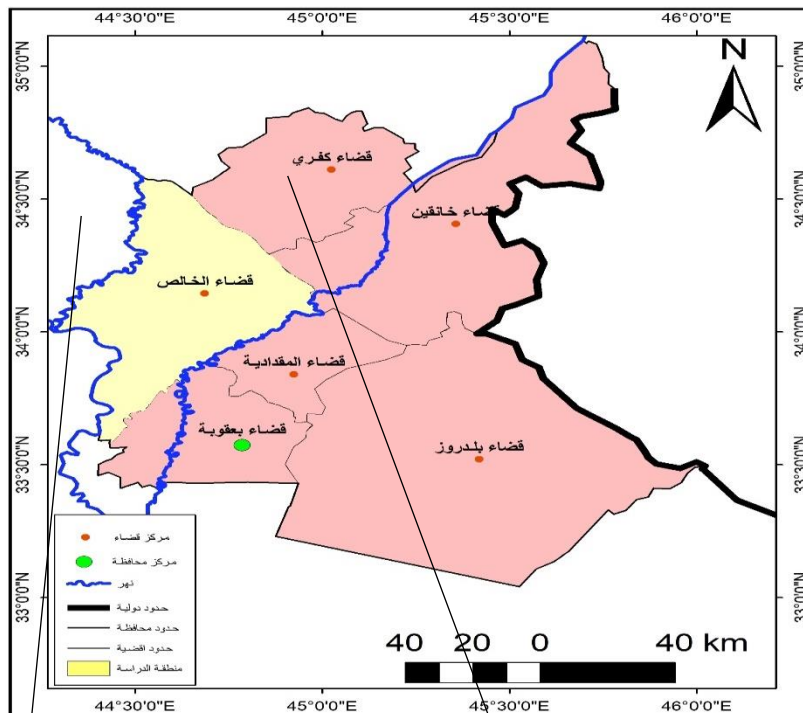 44°30'0"E 45°0'0"E 45°30'0"E 46°0'0"E
35°0'0"N
35°0'0"N
N
قضاء كفري
34°30'0"N
34°30'0"N
قضاء خانقين
قضاء الخالص
34°0'0"N
34°0'0"N
قضاء المقدادية
قضاء بعقوبة
قضاء بلدروز
33°30'0"N
33°30'0"N
مركز قضاء
مركز محافظة
نهر
حدود دولية
حدود محافظة
حدود اقضية
منطقة الدراسة
33°0'0"N
33°0'0"N
40 20 0 40 km
44°30'0"E 45°0'0"E 45°30'0"E 46°0'0"E